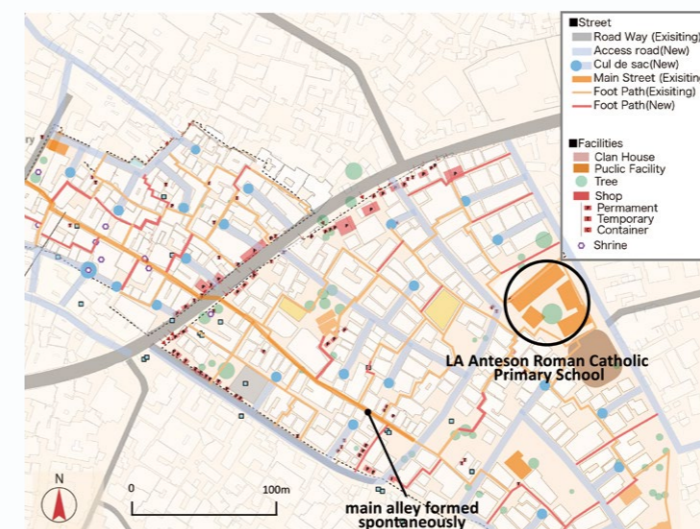 ■Street
Road Way (Exisiting)
Access road(New)
Cul de sac(New)
Main Street (Exisiting
Foot Path(Exisiting)
Foot Path(New)
■Facilities
Clan House
Puclic Facility
Tree
Shop
Permament
Temporary
Container
Shrine
LA Anteson Roman Catholic
Primary School
N
0
100m
main alley formed
spontaneously